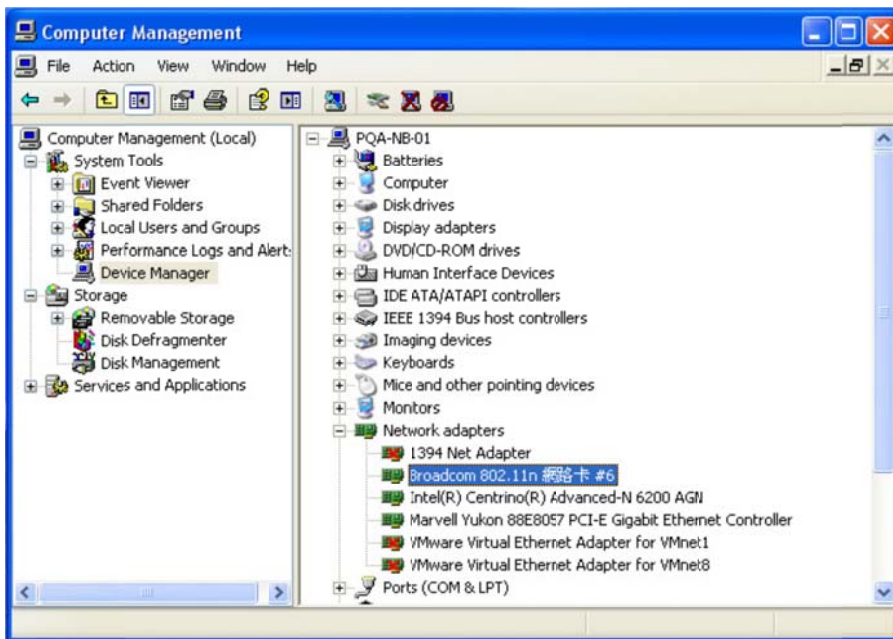 Computer Management
File Action View Window Help
Computer Management (Local)
System Tools
Event Viewer
Shared Folders
Local Users and Groups
Performance Logs and Alert
Device Manager
Storage
Removable Storage
Disk Defragmenter
Disk Management
Services and Applications
PQA-NB-01
Batteries
Computer
Disk drives
Display adapters
DVD/CD-ROM drives
Human Interface Devices
IDE ATA/ATAPI controllers
IEEE 1394 Bus host controllers
Imaging devices
Keyboards
Mice and other pointing devices
Monitors
Network adapters
1394 Net Adapter
Broadcom 802.11n 網路卡 #6
Intel(R) Centrino(R) Advanced-N 6200 AGN
Marvell Yukon 88E8057 PCI-E Gigabit Ethernet Controller
VMware Virtual Ethernet Adapter for VMnet1
VMware Virtual Ethernet Adapter for VMnet8
Ports (COM & LPT)